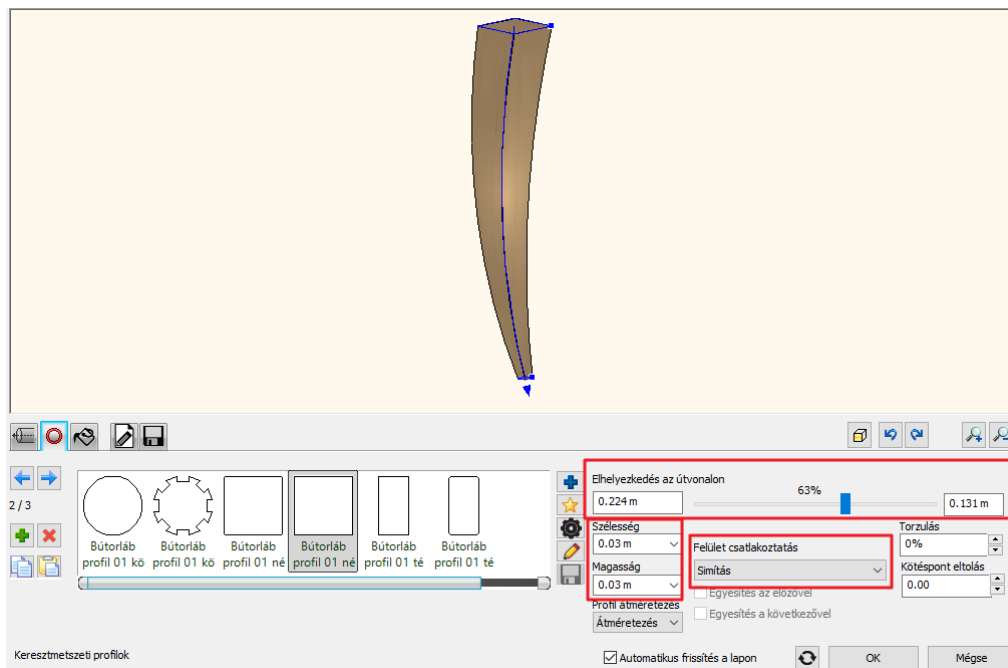 Elhelyezkedés az útvonalon
0.224 m
63%
0.131 m
2 / 3
Szélesség
0.03 m
Magasság
0.03 m
Felület csatlakoztatás
Simítás
Torzulás
0%
Kötéspont eltolás
0.00
Bútorláb
profil 01 kö
Bútorláb
profil 01 kö
Bútorláb
profil 01 né
Bútorláb
profil 01 né
Bútorláb
profil 01 té
Bútorláb
profil 01 té
Egyesítés az előzővel
Egyesítés a következővel
Profil átméretezés
Átméretezés
Keresztmetszeti profilok
Automatikus frissítés a lapon
OK
Mégse